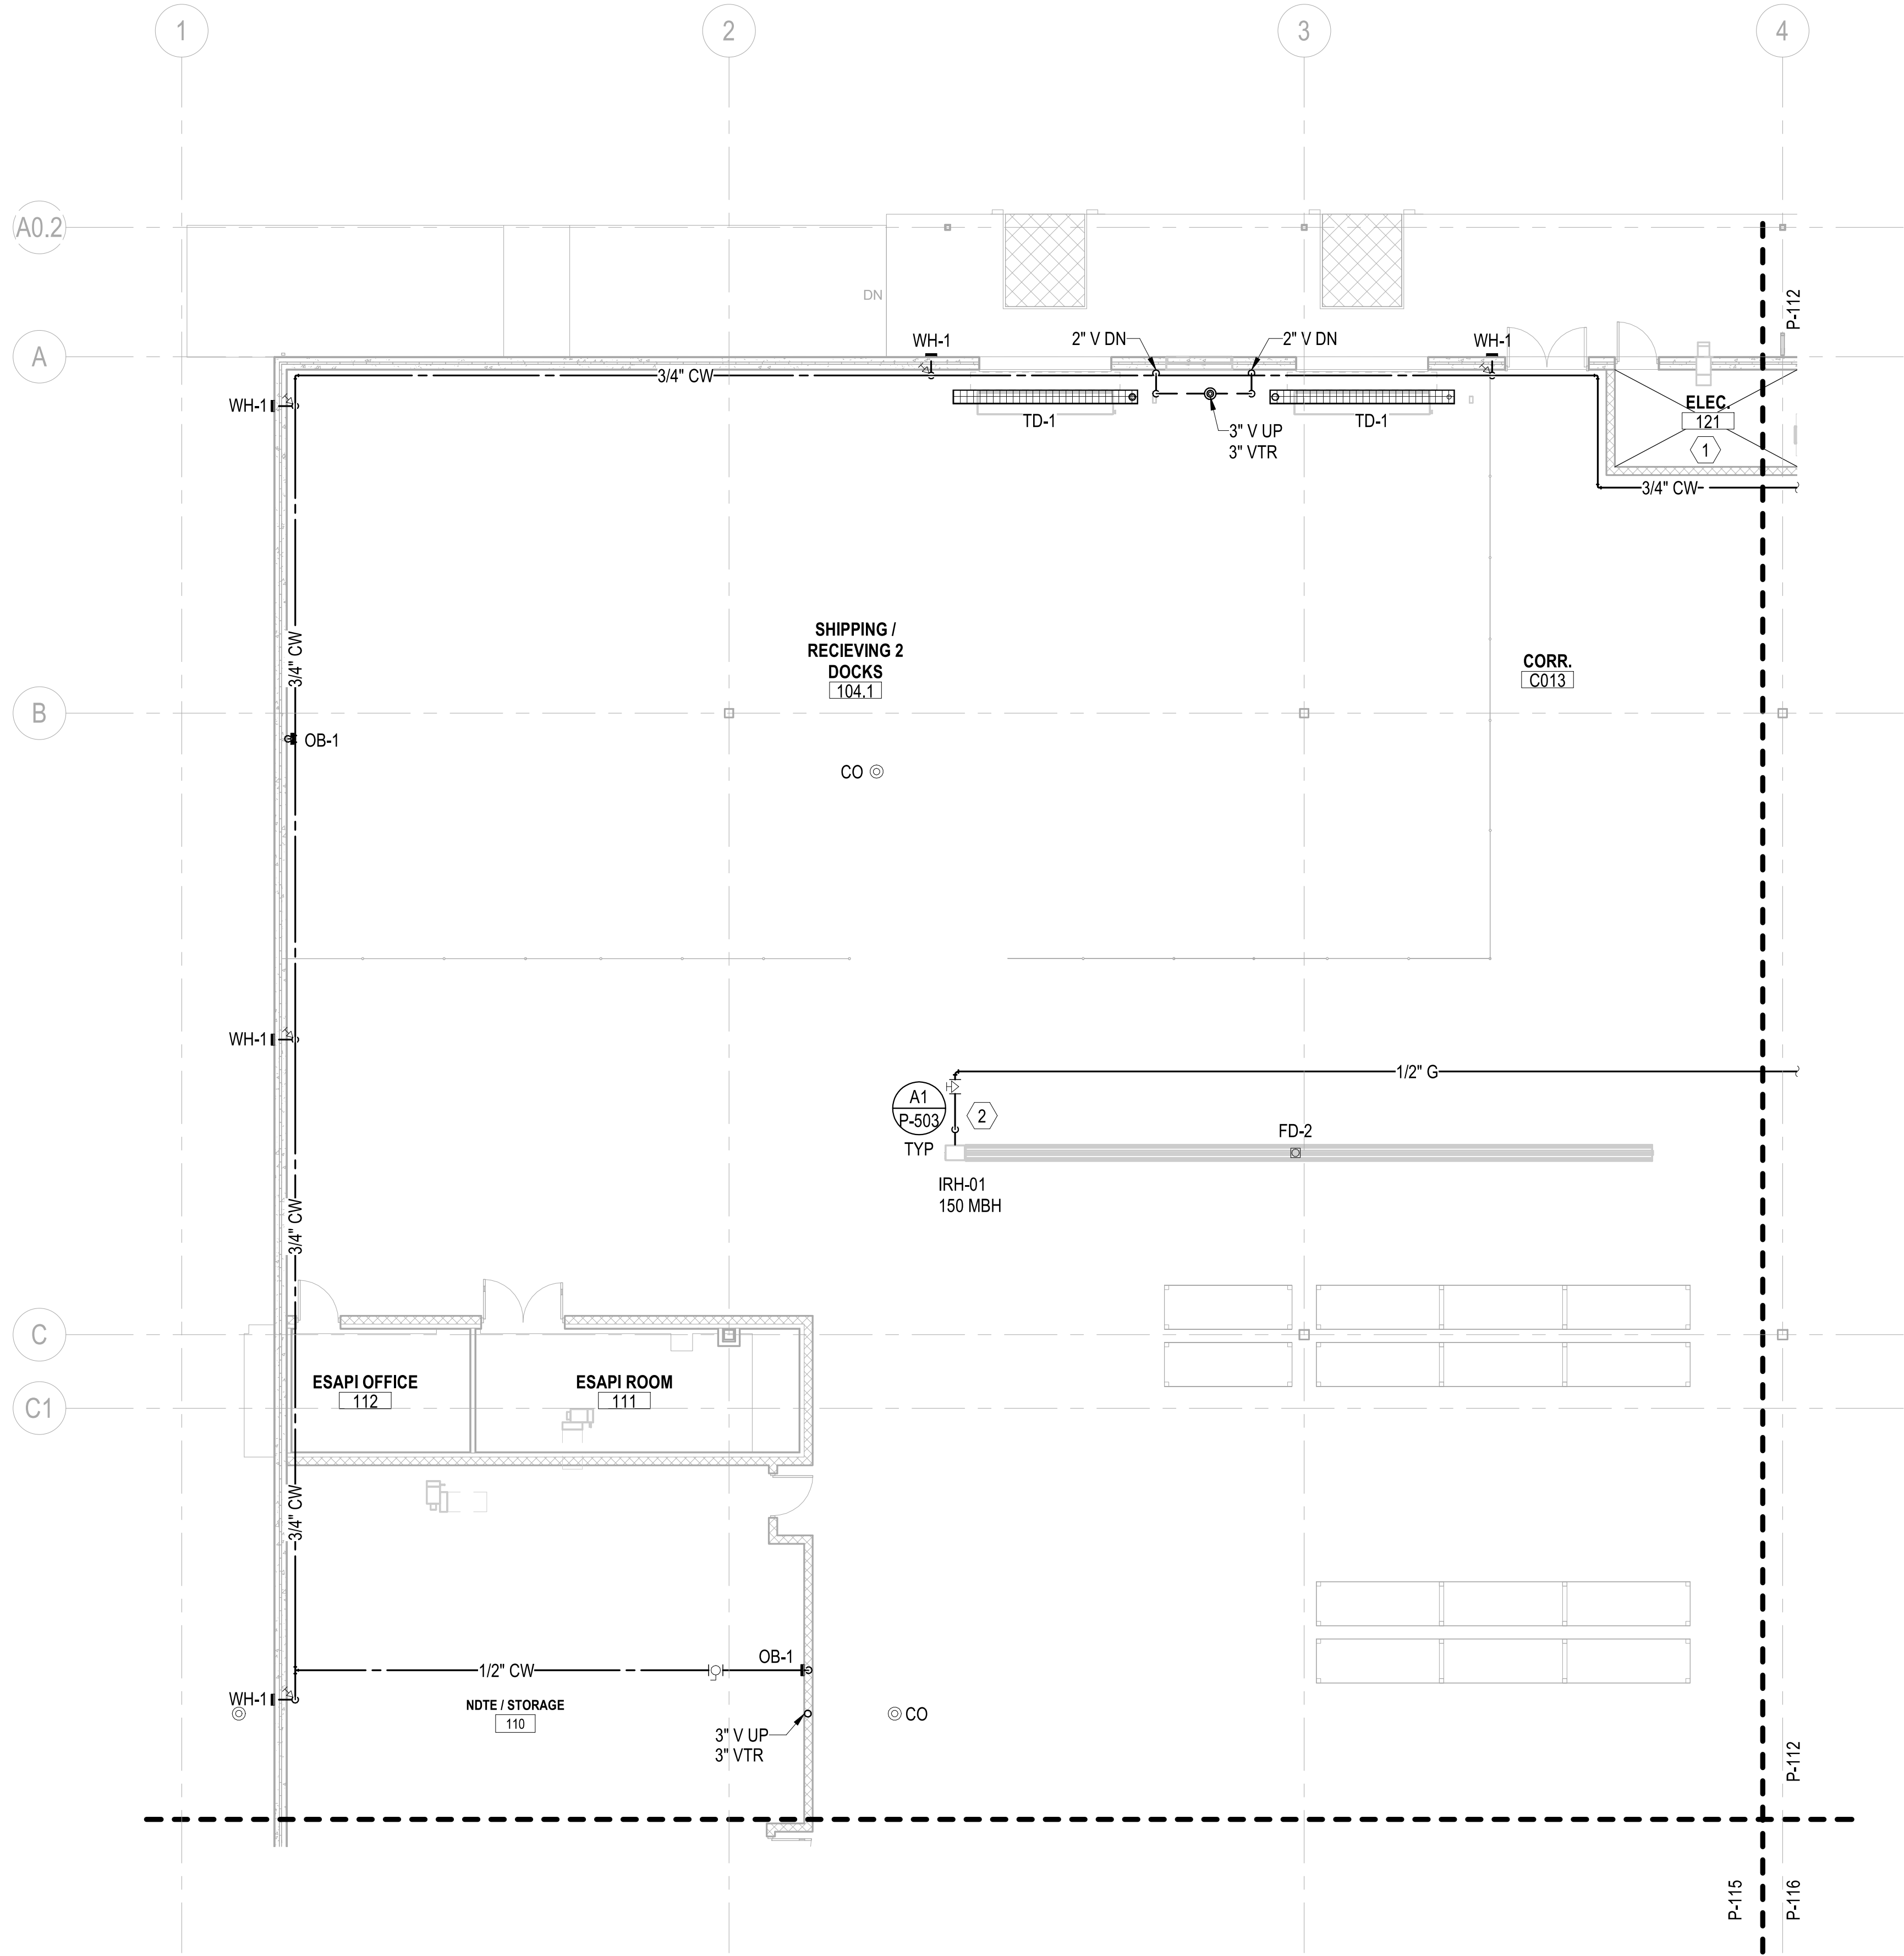 1
2
3
4
A0.2
DN
P-112
A
WH-1
2" V DN
2" V DN
WH-1
3/4" CW
WH-1
TD-1
TD-1
3" V UP
3" VTR
ELEC.
121
1
3/4" CW
SHIPPING /
RECIEVING 2
DOCKS
104.1
3/4" CW
CORR.
C013
B
OB-1
CO
WH-1
1/2" G
A1
P-503
TYP
2
FD-2
IRH-01
150 MBH
3/4" CW
C
ESAPI OFFICE
112
ESAPI ROOM
111
C1
3/4" CW
1/2" CW
OB-1
WH-1
NDTE / STORAGE
110
CO
3" V UP
3" VTR
P-112
P-115
P-116